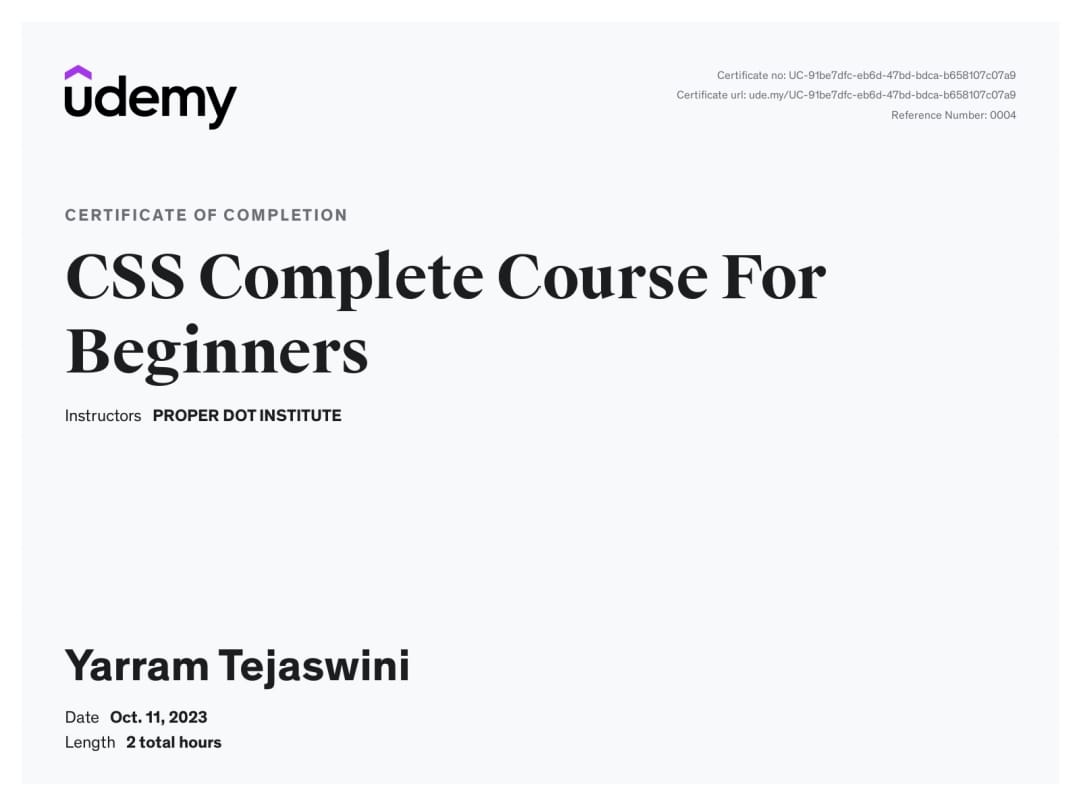 udemy
Certificate no: UC-91be7dfc-eb6d-47bd-bdca-b658107c07a9
Certificate url: ude.my/UC-91be7dfc-eb6d-47bd-bdca-b658107c07a9
Reference Number: 0004
CERTIFICATE OF COMPLETION
CSS Complete Course For
Beginners
Instructors PROPER DOT INSTITUTE
Yarram Tejaswini
Date Oct. 11, 2023
Length 2 total hours